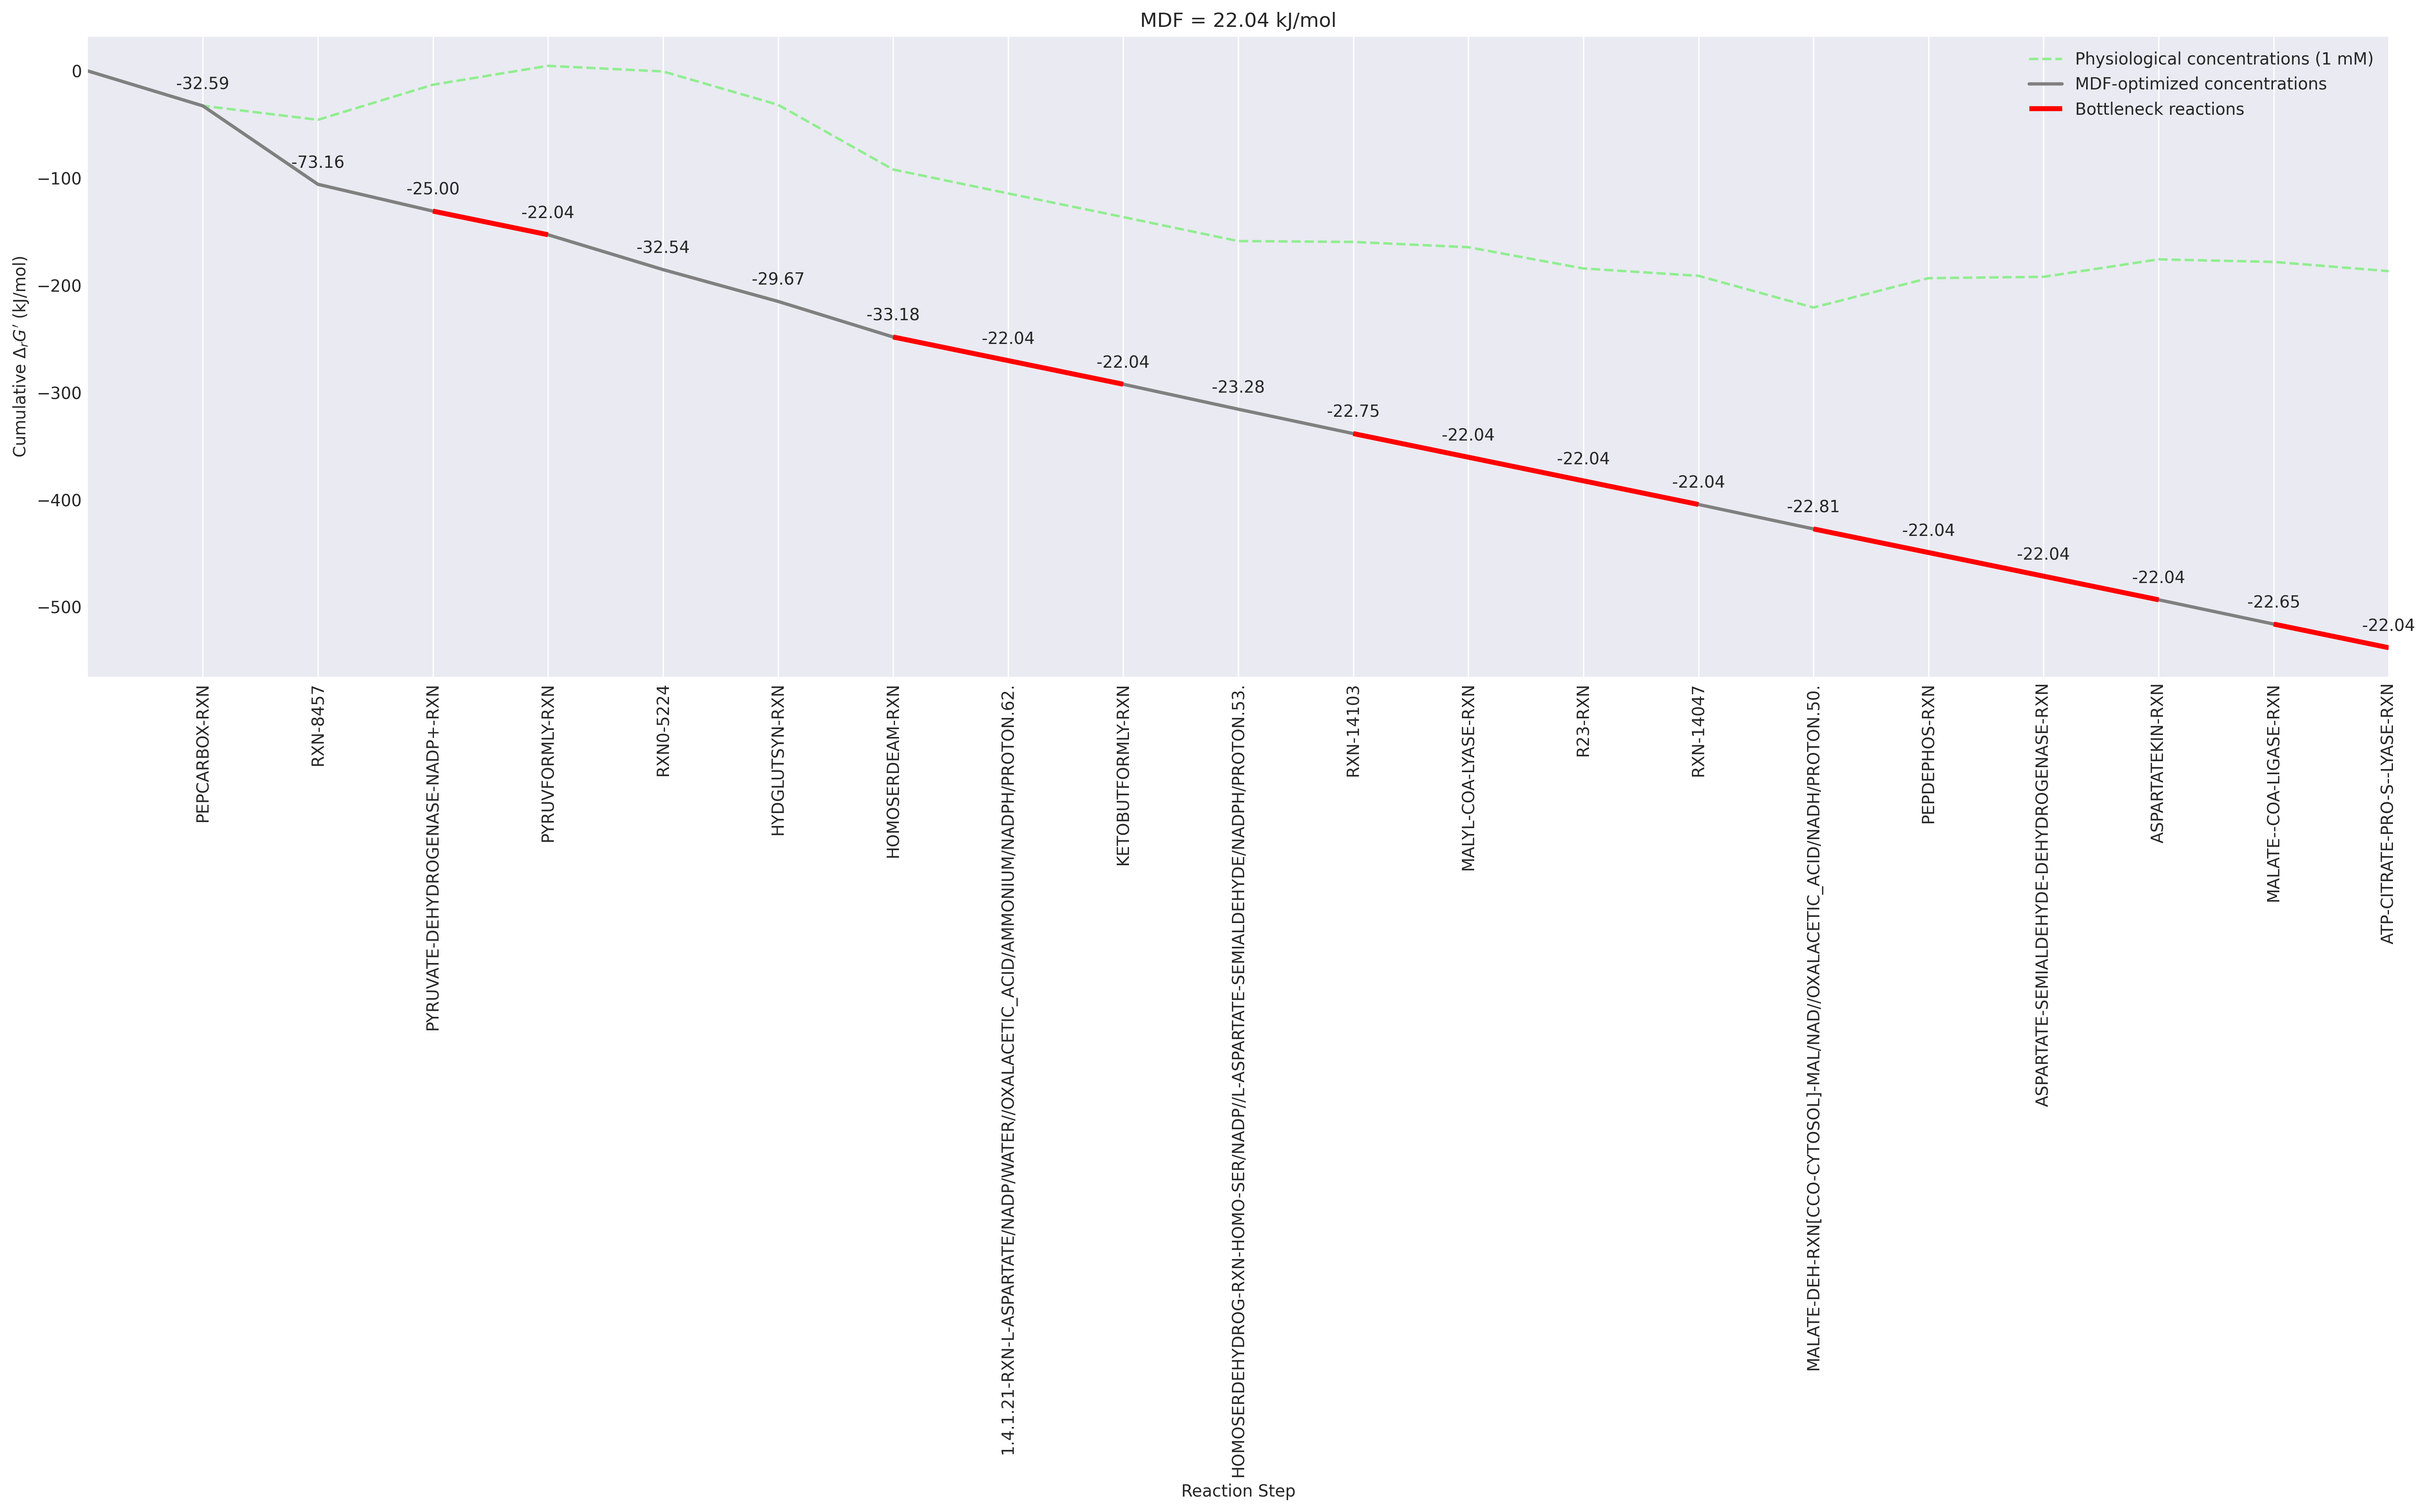 MDF = 22.04 kJ/mol
Physiological concentrations (1 mM)
MDF-optimized concentrations
Bottleneck reactions
Cumulative ΔrG′ (kJ/mol)
0
−100
−200
−300
−400
−500
-32.59
-73.16
-25.00
-22.04
-32.54
-29.67
-33.18
-22.04
-22.04
-23.28
-22.75
-22.04
-22.04
-22.04
-22.81
-22.04
-22.04
-22.04
-22.65
-22.04
PEPCARBOX-RXN
RXN-8457
PYRUVATE-DEHYDROGENASE-NADP+-RXN
PYRUVFORMLY-RXN
RXN0-5224
HYDGLUTSYN-RXN
HOMOSERDEAM-RXN
1.4.1.21-RXN-L-ASPARTATE/NADP/WATER//OXALACETIC_ACID/AMMONIUM/NADPH/PROTON.62.
KETOBUTFORMLY-RXN
HOMOSERDEHYDROG-RXN-HOMO-SER/NADP//L-ASPARTATE-SEMIALDEHYDE/NADPH/PROTON.53.
RXN-14103
MALYL-COA-LYASE-RXN
R23-RXN
RXN-14047
MALATE-DEH-RXN[CCO-CYTOSOL]-MAL/NAD//OXALACETIC_ACID/NADH/PROTON.50.
PEPDEPHOS-RXN
ASPARTATE-SEMIALDEHYDE-DEHYDROGENASE-RXN
ASPARTATEKIN-RXN
MALATE--COA-LIGASE-RXN
ATP-CITRATE-PRO-S--LYASE-RXN
Reaction Step